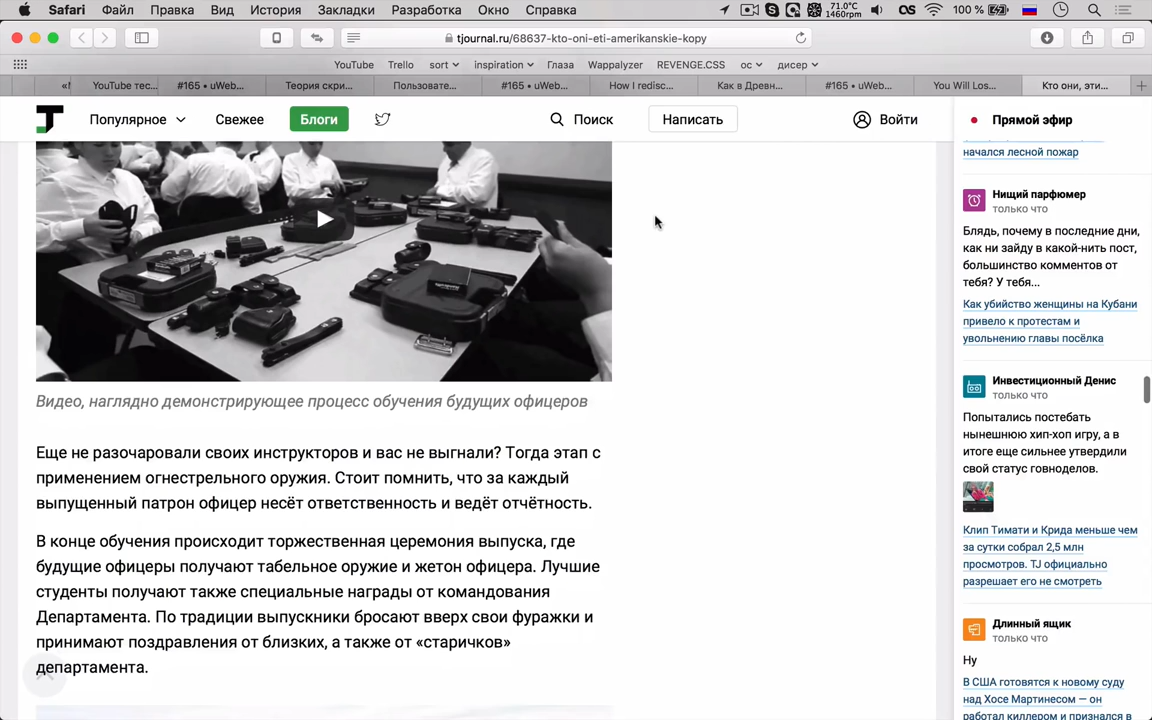 Safari Файл Правка Вид История Закладки Разработка Окно Справка 71.0°C 1460rpm 100 %
tjournal.ru/68637-kto-oni-eti-amerikanskie-kopy
YouTube Trello sort inspiration Глаза Wappalyzer REVENGE.CSS ос дисер
«И YouTube тес... #165 • uWeb... Теория скри... Пользовате... #165 • uWeb... How I redisc... Как в Древн... #165 • uWeb... You Will Los... Кто они, эти...
Популярное Свежее Блоги Поиск Написать Войти
Видео, наглядно демонстрирующее процесс обучения будущих офицеров
Еще не разочаровали своих инструкторов и вас не выгнали? Тогда этап с
применением огнестрельного оружия. Стоит помнить, что за каждый
выпущенный патрон офицер несёт ответственность и ведёт отчётность.
В конце обучения происходит торжественная церемония выпуска, где
будущие офицеры получают табельное оружие и жетон офицера. Лучшие
студенты получают также специальные награды от командования
Департамента. По традиции выпускники бросают вверх свои фуражки и
принимают поздравления от близких, а также от «старичков»
департамента.
Прямой эфир
начался лесной пожар
Нищий парфюмер
только что
Блядь, почему в последние дни,
как ни зайду в какой-нить пост,
большинство комментов от
тебя? У тебя...
Как убийство женщины на Кубани
привело к протестам и
увольнению главы посёлка
Инвестиционный Денис
только что
Попытались постебать
нынешнюю хип-хоп игру, а в
итоге еще сильнее утвердили
свой статус говноделов.
Клип Тимати и Крида меньше чем
за сутки собрал 2,5 млн
просмотров. TJ официально
разрешает его не смотреть
Длинный ящик
только что
Ну
В США готовятся к новому суду
над Хосе Мартинесом — он
работал киллером и признался в